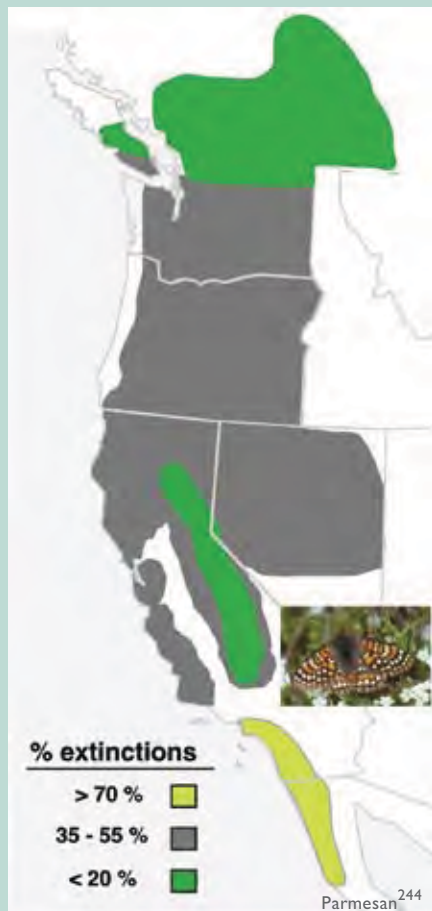 % extinctions
> 70 %
35 - 55 %
< 20 %
Parmesan244